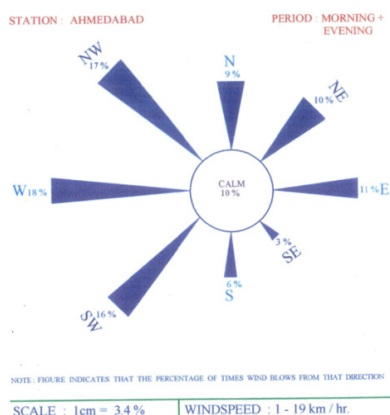 STATION : AHMEDABAD
PERIOD : MORNING +
EVENING
NW
17%
N
9%
NE
10%
W 18%
CALM
10%
11% E
SW
16%
6%
S
3%
SE
NOTE : FIGURE INDICATES THAT THE PERCENTAGE OF TIMES WIND BLOWS FROM THAT DIRECTION
SCALE : 1cm = 3.4%
WINDSPEED : 1 - 19 km / hr.